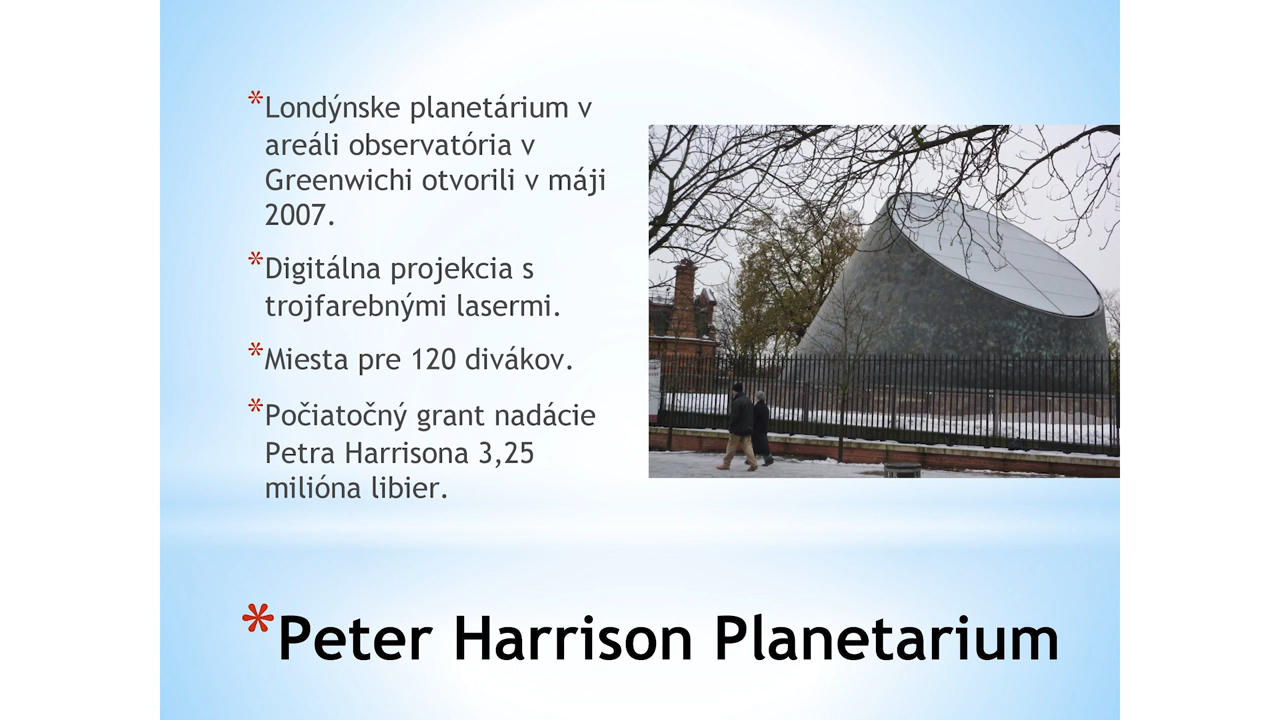 *Londýnske planetárium v
areáli observatória v
Greenwichi otvorili v máji
2007.
*Digitálna projekcia s
trojfarebnými lasermi.
*Miesta pre 120 divákov.
*Počiatočný grant nadácie
Petra Harrisona 3,25
milióna libier.
*Peter Harrison Planetarium